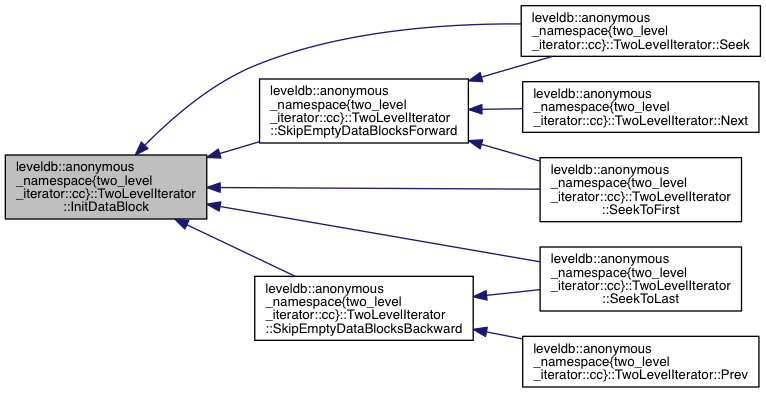 leveldb::anonymous
_namespace{two_level
_iterator::cc}::TwoLevelIterator::Seek
leveldb::anonymous
_namespace{two_level
_iterator::cc}::TwoLevelIterator
::SkipEmptyDataBlocksForward
leveldb::anonymous
_namespace{two_level
_iterator::cc}::TwoLevelIterator::Next
leveldb::anonymous
_namespace{two_level
_iterator::cc}::TwoLevelIterator
::InitDataBlock
leveldb::anonymous
_namespace{two_level
_iterator::cc}::TwoLevelIterator
::SeekToFirst
leveldb::anonymous
_namespace{two_level
_iterator::cc}::TwoLevelIterator
::SeekToLast
leveldb::anonymous
_namespace{two_level
_iterator::cc}::TwoLevelIterator
::SkipEmptyDataBlocksBackward
leveldb::anonymous
_namespace{two_level
_iterator::cc}::TwoLevelIterator::Prev